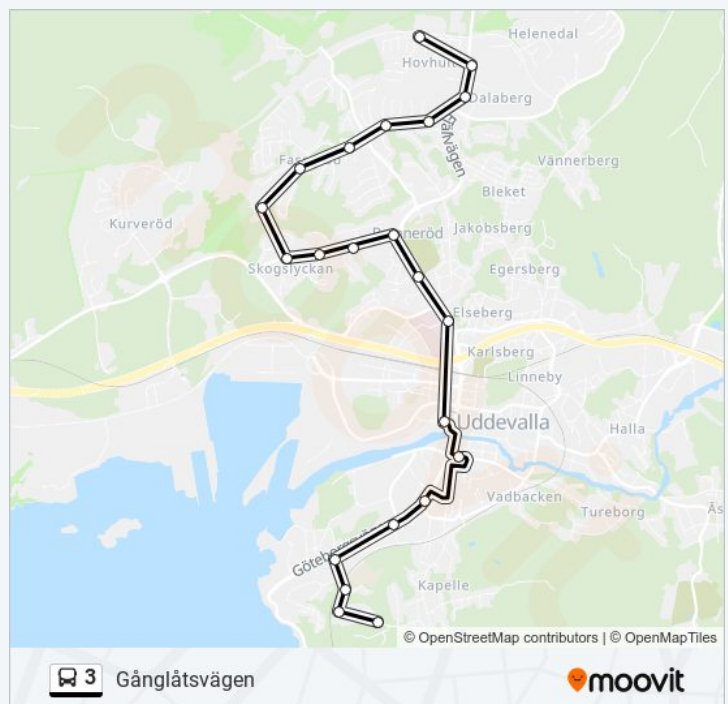 Helenedal
Hovhult
Dalaberg
Fasseröd
Vännerberg
Bleket
Kurveröd
Jakobsberg
Skogslyckan
Egersberg
Elseberg
Karlsberg
Linneby
Uddevalla
Halla
Vadbacken
Tureborg
Kapelle
© OpenStreetMap contributors | © OpenMapTiles
3 Gånglåtsvägen
moovit